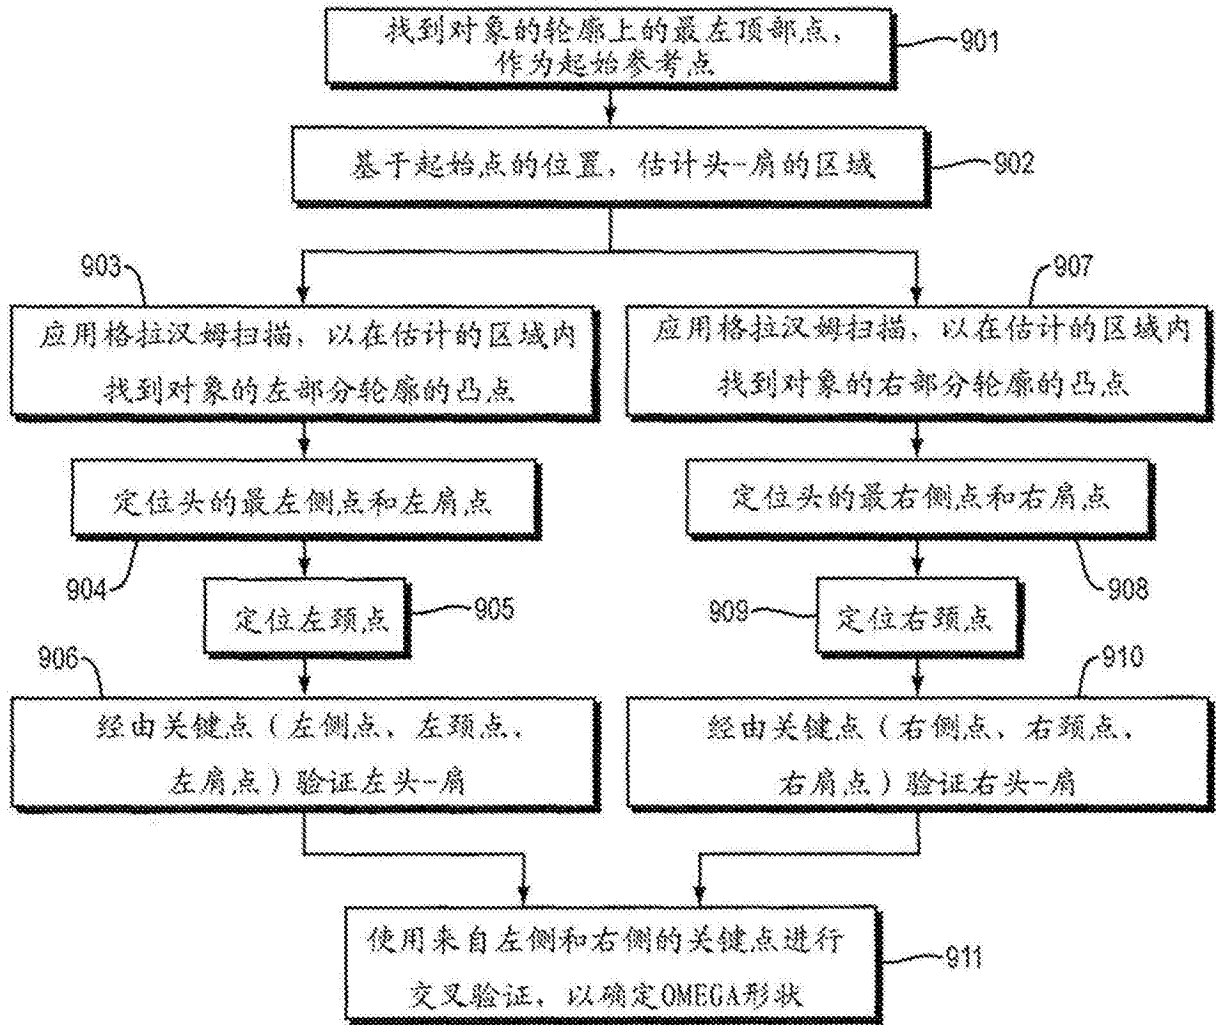 找到对象的轮廓上的最左顶部点、
作为起始参考点
901
基于起始点的位置、估计头-肩的区域
902
903
应用格拉汉姆扫描、以在估计的区域内
找到对象的左部分轮廓的凸点
907
应用格拉汉姆扫描、以在估计的区域内
找到对象的右部分轮廓的凸点
定位头的最左侧点和左肩点
904
定位头的最右侧点和右肩点
908
定位左颈点
905
909
定位右颈点
906
经由关键点(左侧点、左颈点、
左肩点)验证左头-肩
910
经由关键点(右侧点、右颈点、
右肩点)验证右头-肩
使用来自左侧和右侧的关键点进行
交叉验证、以确定OMEGA形状
911